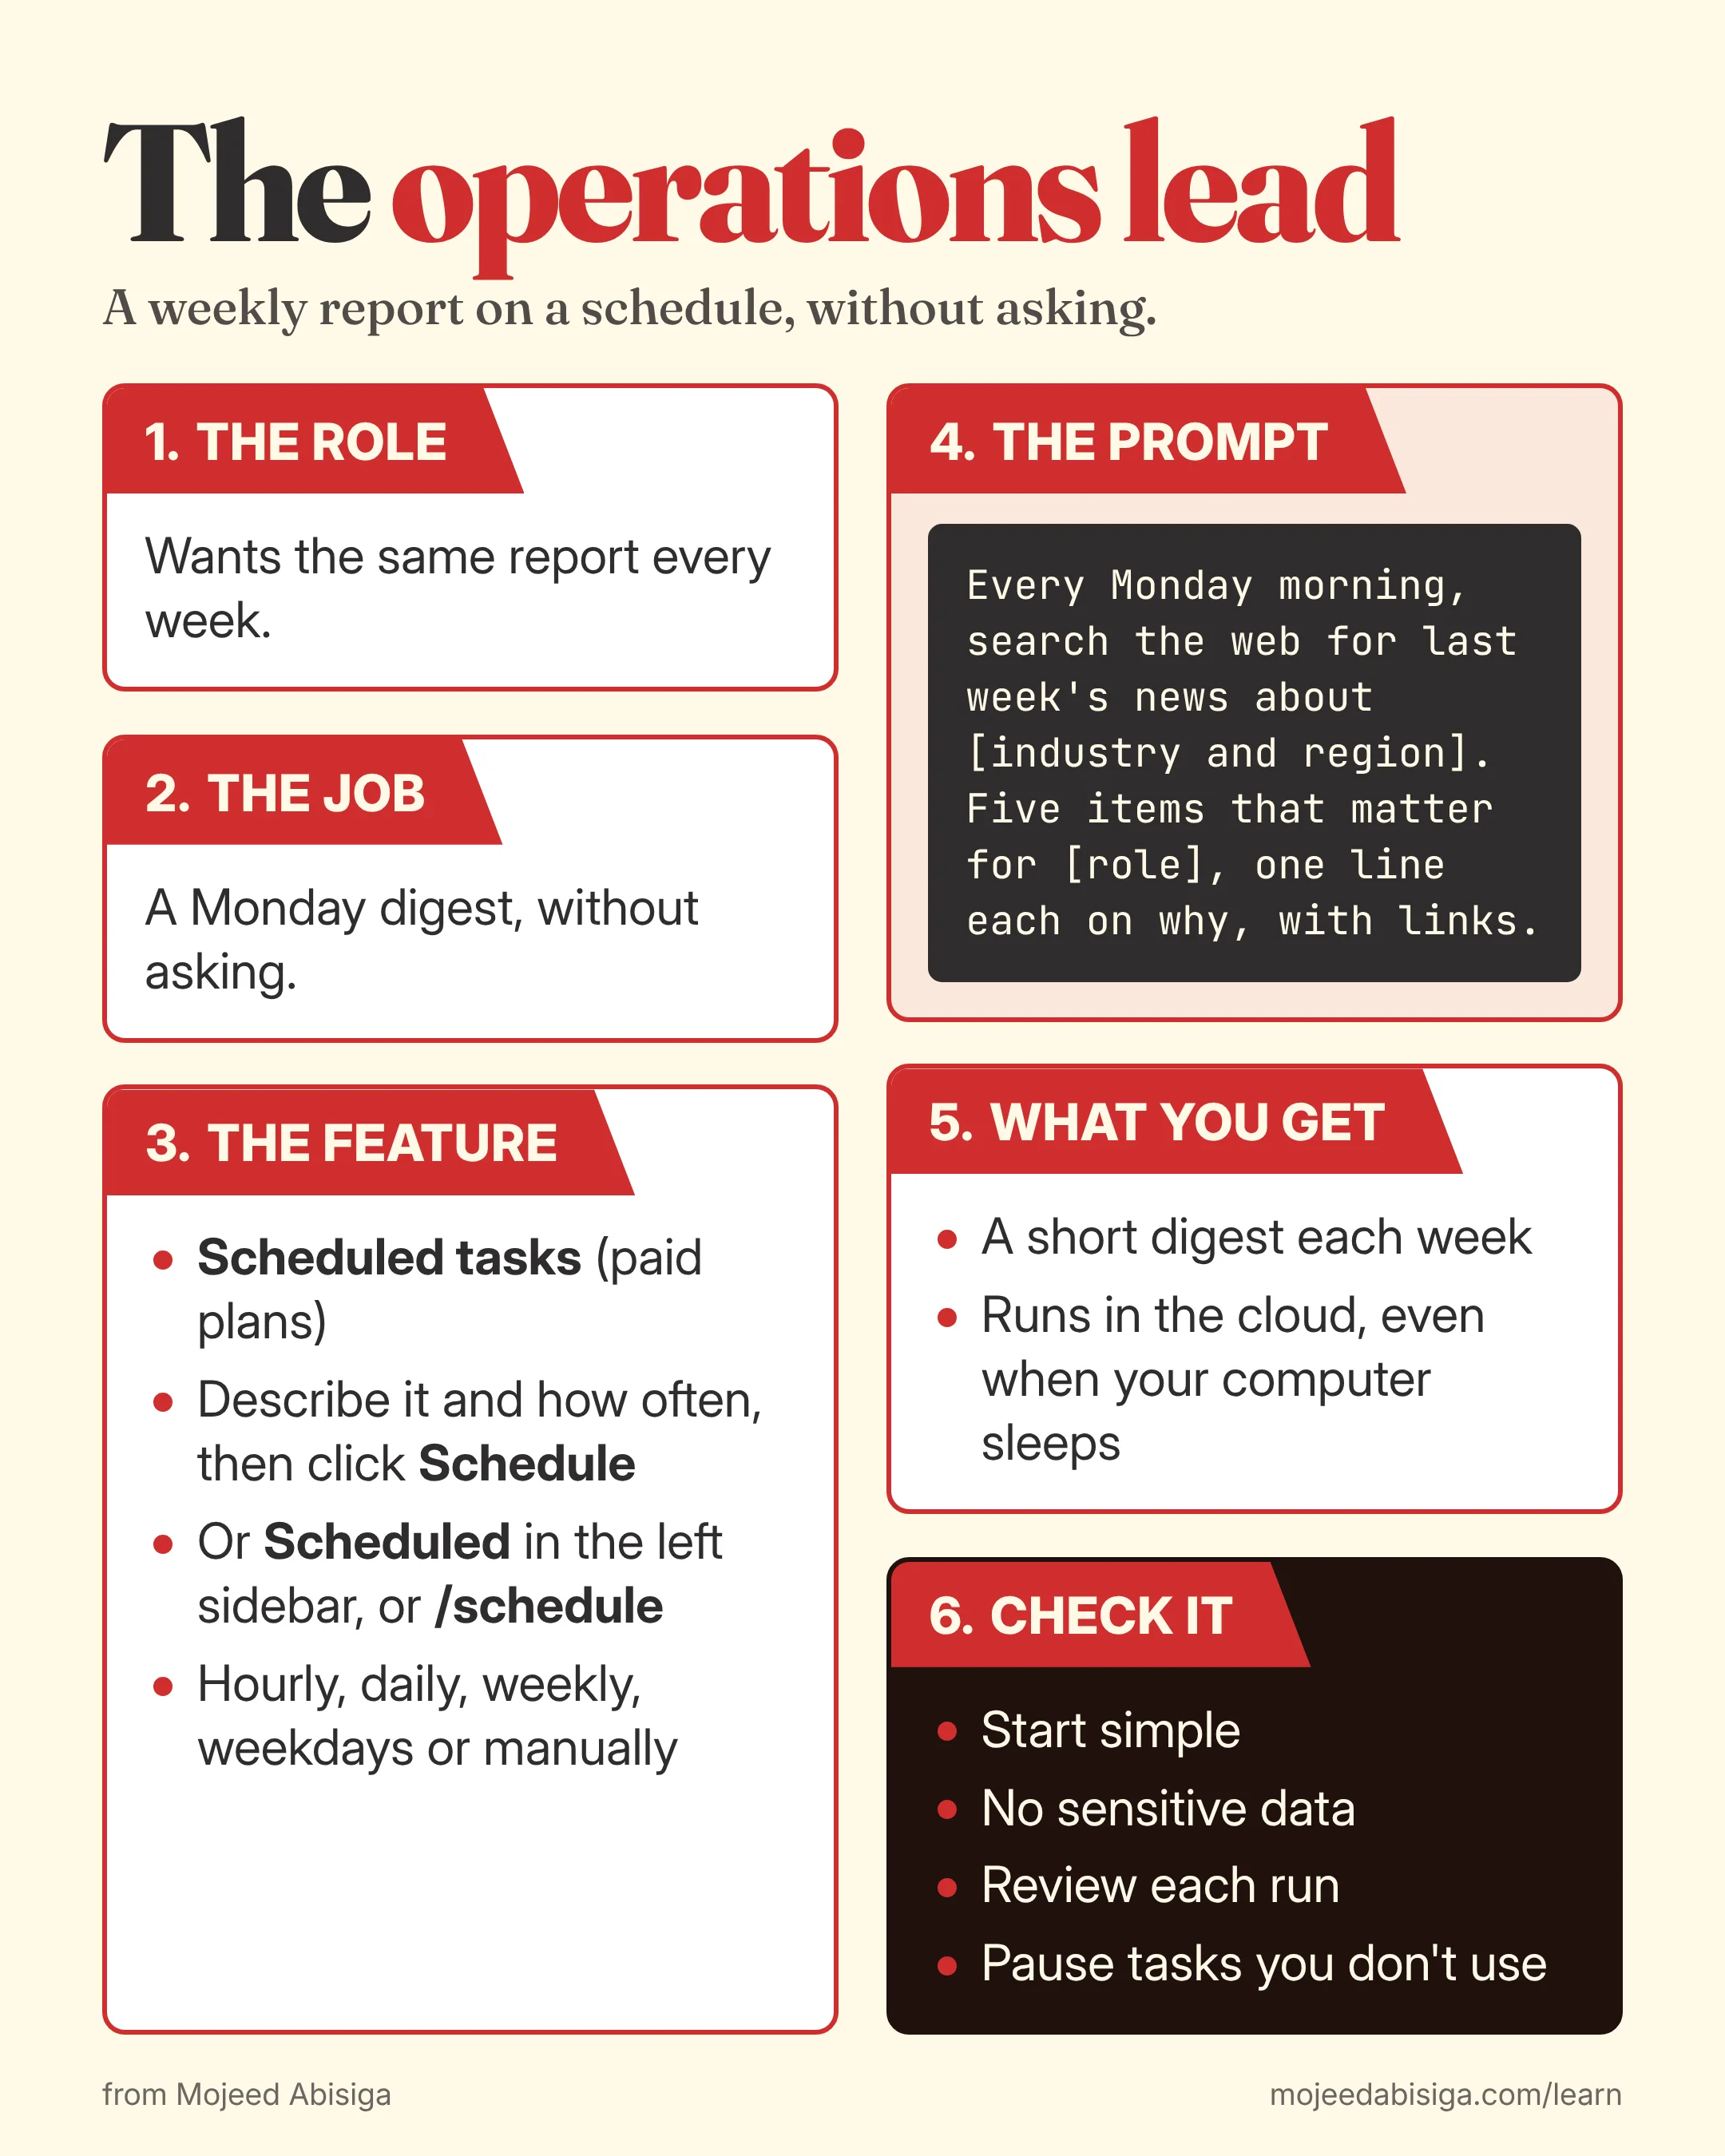 The operations lead
A weekly report on a schedule, without asking.
1. THE ROLE
Wants the same report every
week.
2. THE JOB
A Monday digest, without
asking.
3. THE FEATURE
Scheduled tasks (paid
plans)
Describe it and how often,
then click Schedule
Or Scheduled in the left
sidebar, or /schedule
Hourly, daily, weekly,
weekdays or manually
4. THE PROMPT
Every Monday morning,
search the web for last
week's news about
[industry and region].
Five items that matter
for [role], one line
each on why, with links.
5. WHAT YOU GET
A short digest each week
Runs in the cloud, even
when your computer
sleeps
6. CHECK IT
Start simple
No sensitive data
Review each run
Pause tasks you don't use
from Mojeed Abisiga
mojeedabisiga.com/learn